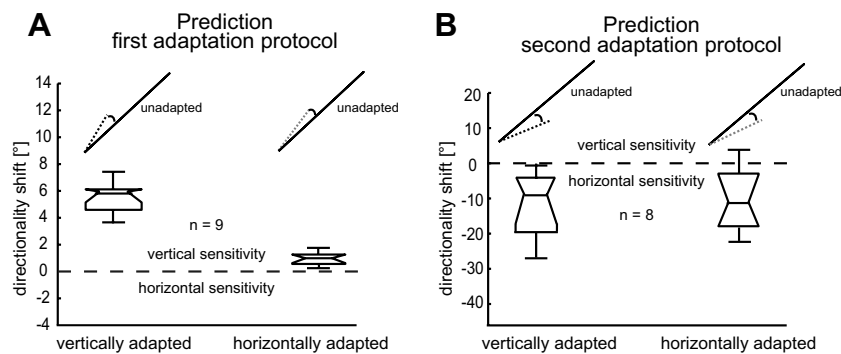 A
Prediction
first adaptation protocol
14
12
10
8
6
4
2
0
-2
-4
directionality shift [°]
unadapted
unadapted
n = 9
vertical sensitivity
horizontal sensitivity
vertically adapted
horizontally adapted
B
Prediction
second adaptation protocol
20
10
0
-10
-20
-30
-40
directionality shift [°]
unadapted
unadapted
vertical sensitivity
horizontal sensitivity
n = 8
vertically adapted
horizontally adapted